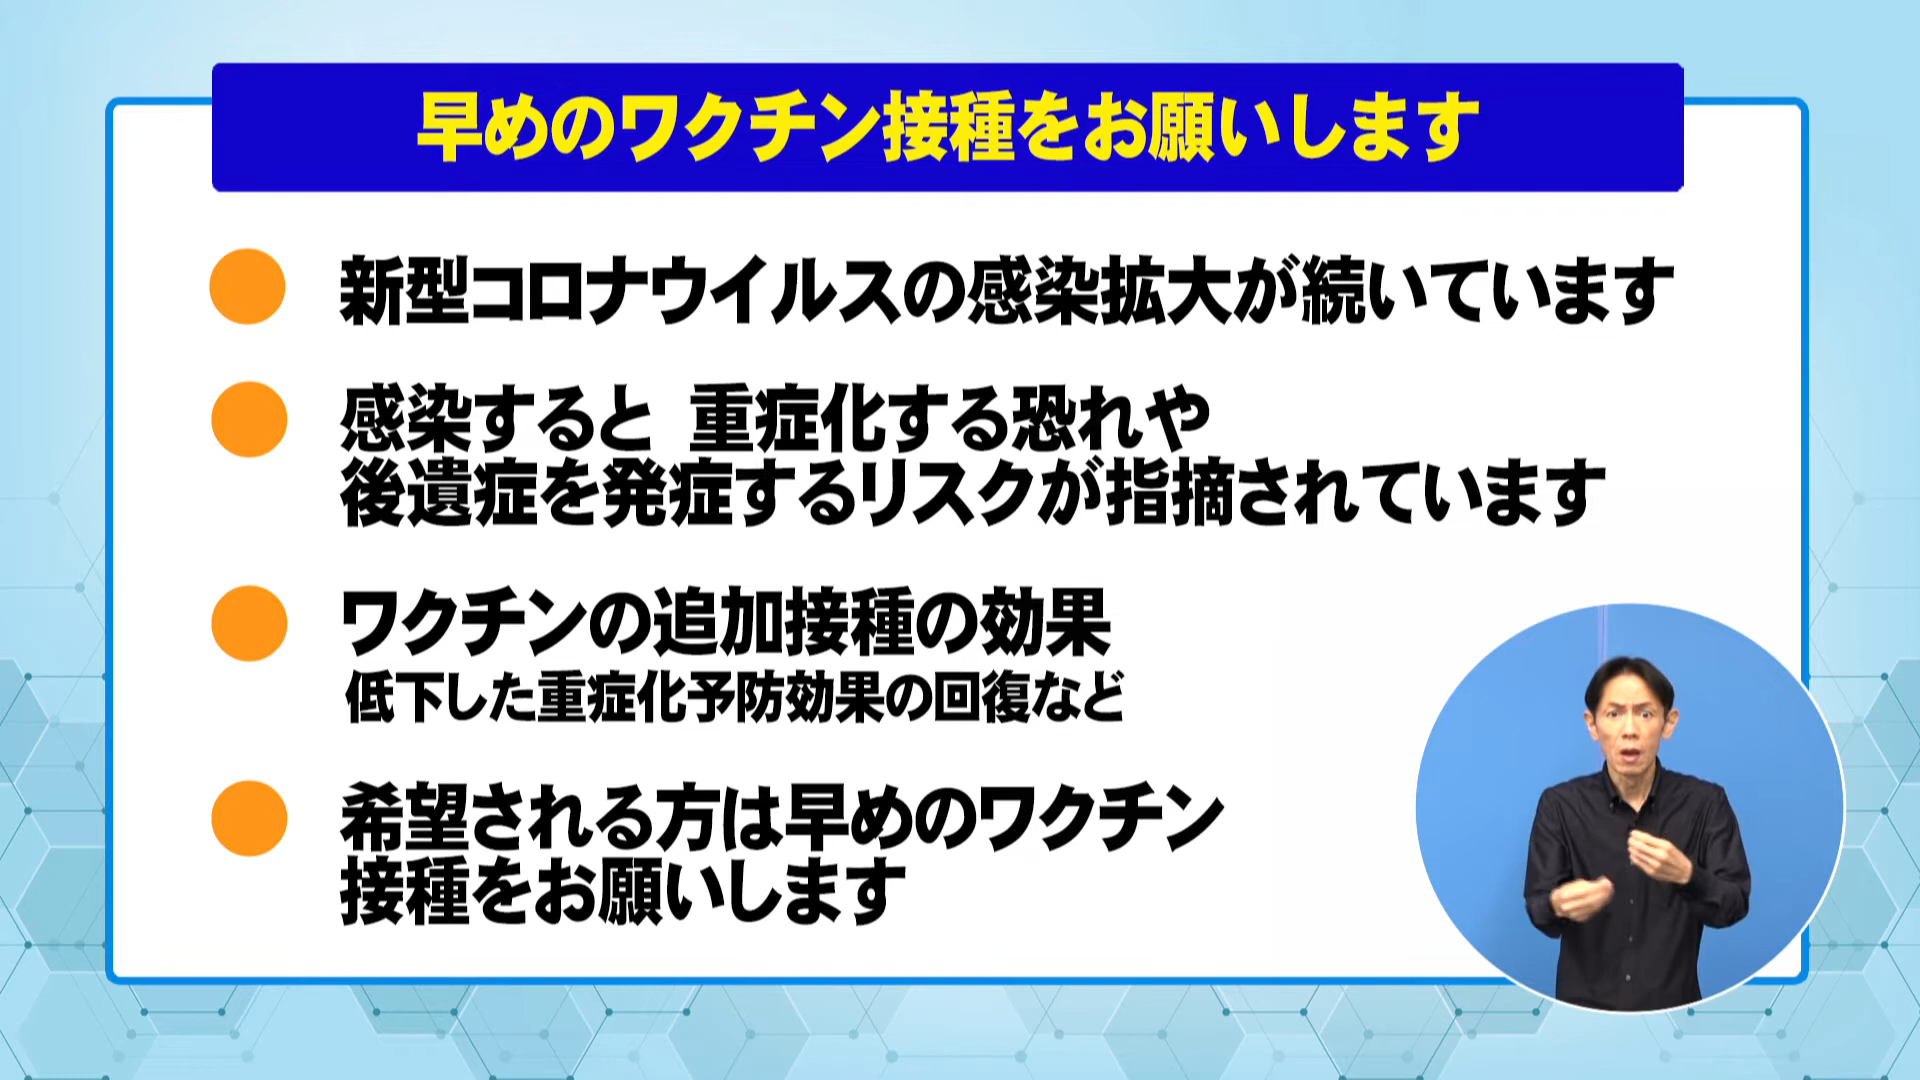 早めのワクチン接種をお願いします
新型コロナウイルスの感染拡大が続いています
感染すると 重症化する恐れや
後遺症を発症するリスクが指摘されています
ワクチンの追加接種の効果
低下した重症化予防効果の回復など
希望される方は早めのワクチン
接種をお願いします